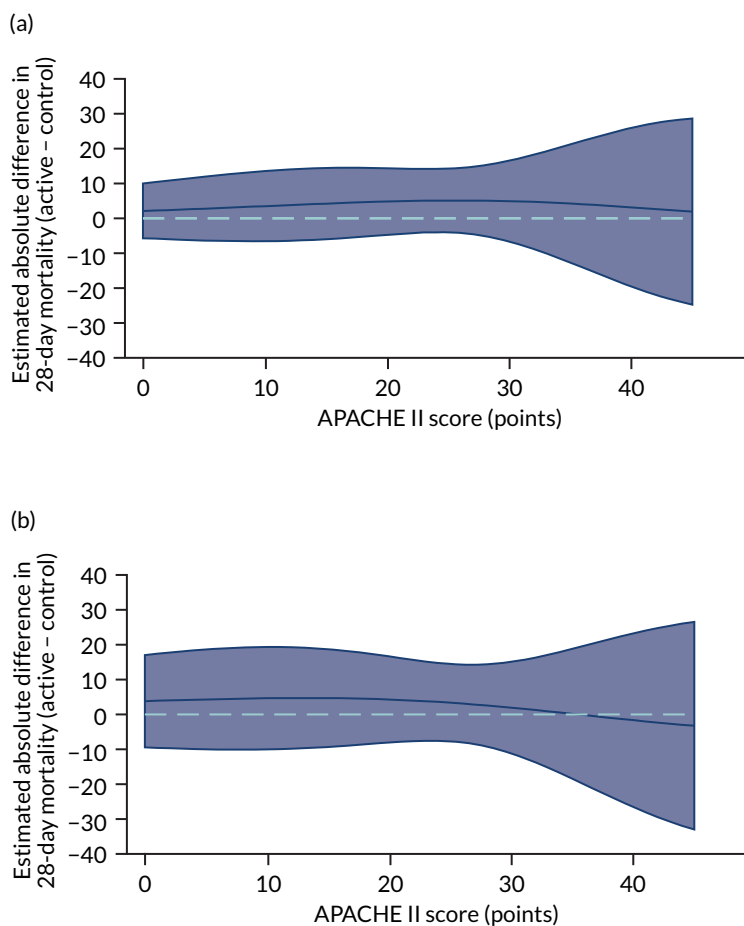 (a)
Estimated absolute difference in
28-day mortality (active – control)
40
30
20
10
0
−10
−20
−30
−40
0 10 20 30 40
APACHE II score (points)
(b)
Estimated absolute difference in
28-day mortality (active – control)
40
30
20
10
0
−10
−20
−30
−40
0 10 20 30 40
APACHE II score (points)